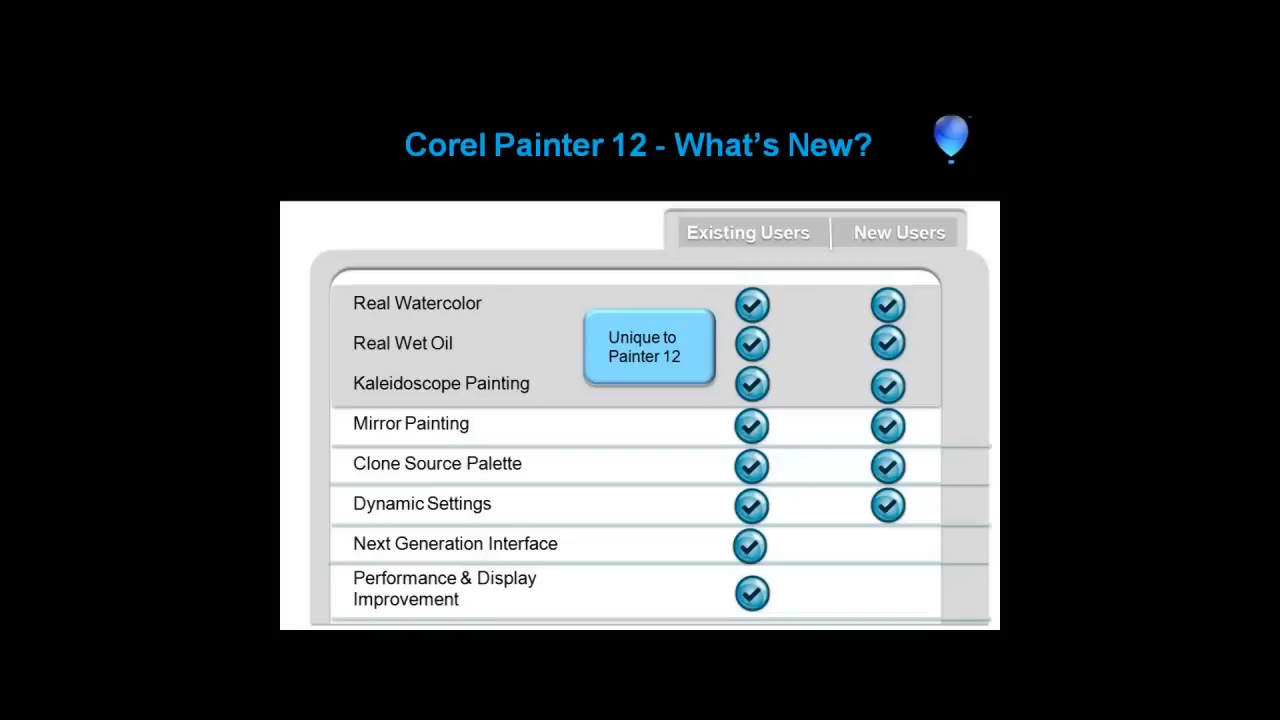 Corel Painter 12 - What’s New?
Existing Users
New Users
Real Watercolor
Real Wet Oil
Kaleidoscope Painting
Unique to
Painter 12
Mirror Painting
Clone Source Palette
Dynamic Settings
Next Generation Interface
Performance & Display
Improvement